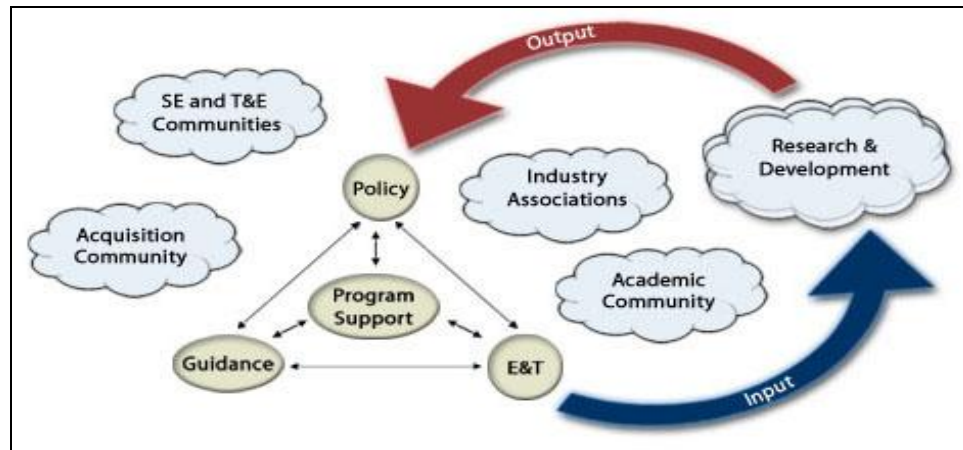 Output
SE and T&E
Communities
Research &
Development
Policy
Industry
Associations
Acquisition
Community
Academic
Community
Program
Support
Guidance
E&T
Input